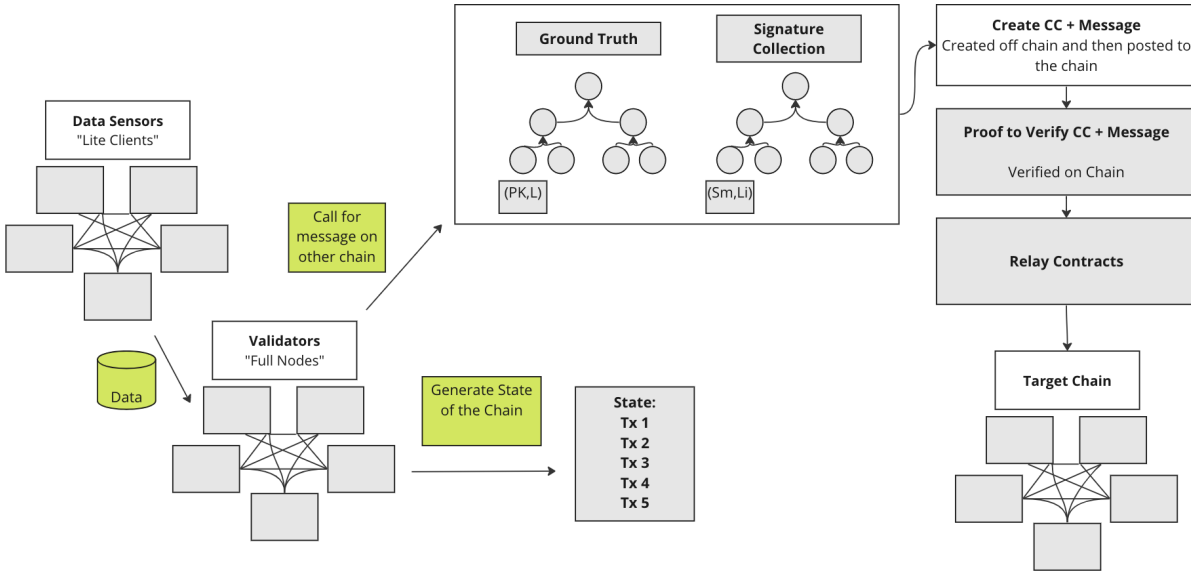 Ground Truth
Signature
Collection
(PK,L)
(Sm,Li)
Create CC + Message
Created off chain and then posted to
the chain
Proof to Verify CC + Message
Verified on Chain
Relay Contracts
Target Chain
Data Sensors
"Lite Clients"
Call for
message on
other chain
Data
Validators
"Full Nodes"
Generate State
of the Chain
State:
Tx 1
Tx 2
Tx 3
Tx 4
Tx 5